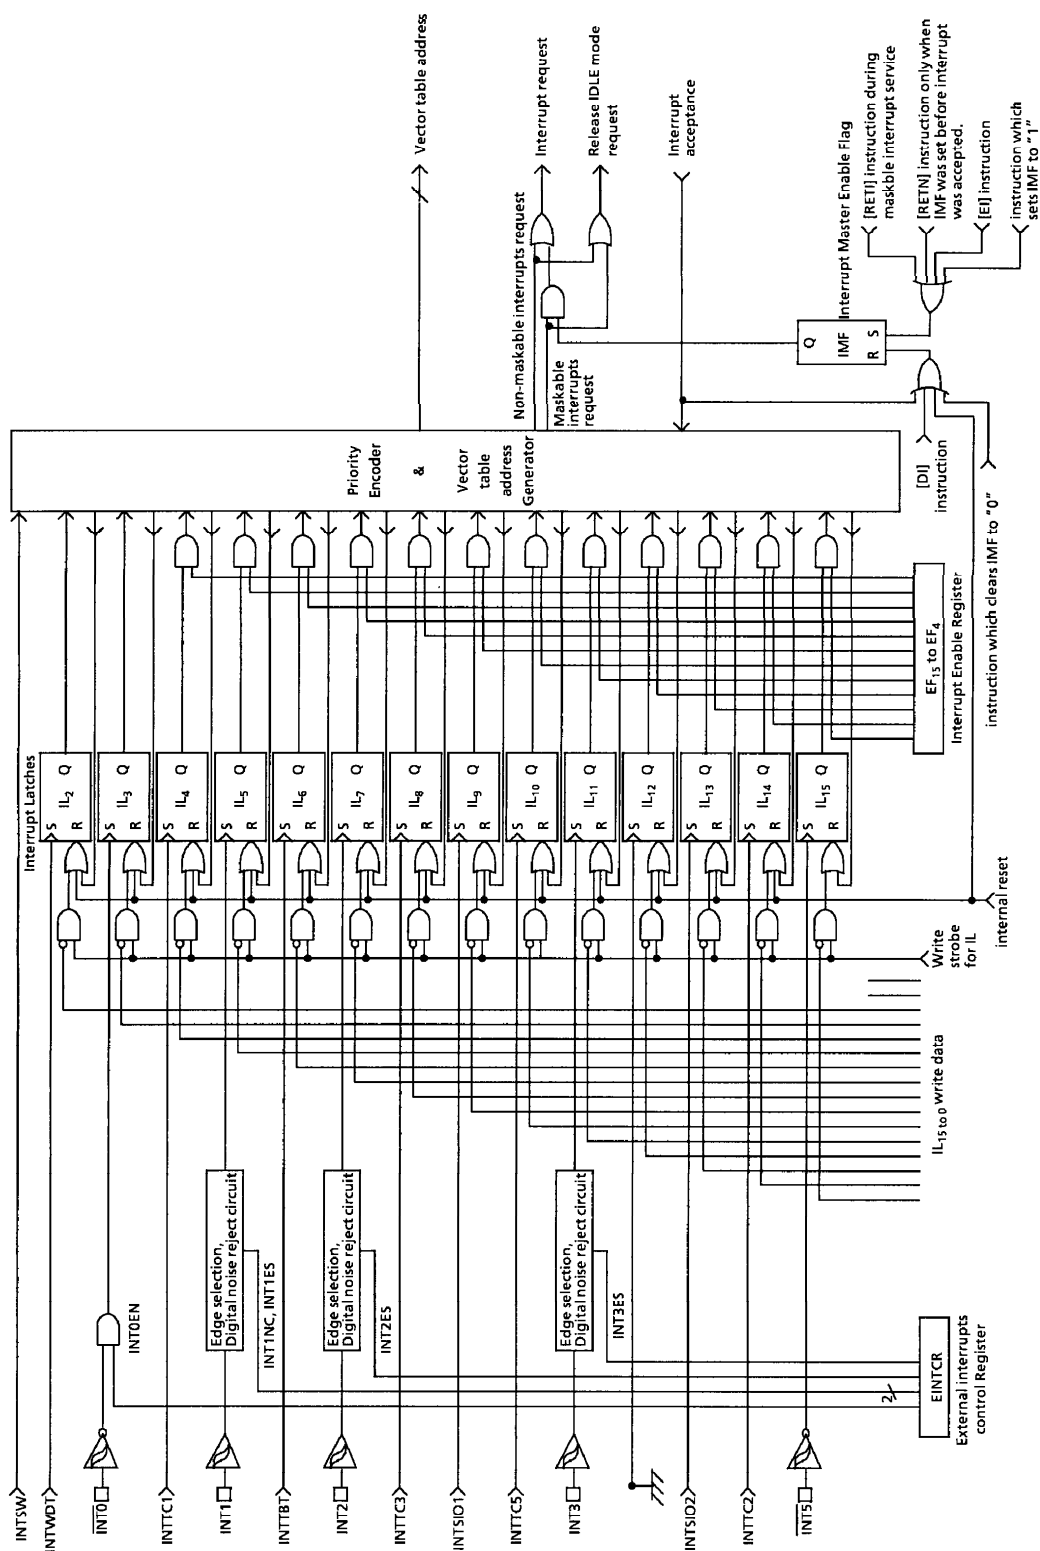 INTSW
INTWDT
INT0
INTTC1
INT1
INTTBT
INT2
INTTC3
INTSIO1
INTTC5
INT3
INTSIO2
INTTC2
INT5
INT0EN
Edge selection,
Digital noise reject circuit
INT1NC, INT1ES
Edge selection,
Digital noise reject circuit
INT2ES
Edge selection,
Digital noise reject circuit
INT3ES
2
EINTCR
External interrupts
control Register
IL15 to 0 write data
Write
strobe
for IL
internal reset
Interrupt Latches
S IL2 Q
R
S IL3 Q
R
S IL4 Q
R
S IL5 Q
R
S IL6 Q
R
S IL7 Q
R
S IL8 Q
R
S IL9 Q
R
S IL10 Q
R
S IL11 Q
R
S IL12 Q
R
S IL13 Q
R
S IL14 Q
R
S IL15 Q
R
EF15 to EF4
Interrupt Enable Register
instruction which clears IMF to "0"
Priority
Encoder
&
Vector
table
address
Generator
[DI]
instruction
Non-maskable interrupts request
Maskable
interrupts
request
Q
IMF
R S
Interrupt Master Enable Flag
Vector table address
Interrupt request
Release IDLE mode
request
Interrupt
acceptance
[RETI] instruction during
maskble interrupt service
[RETN] instruction only when
IMF was set before interrupt
was accepted.
[EI] instruction
instruction which
sets IMF to "1"